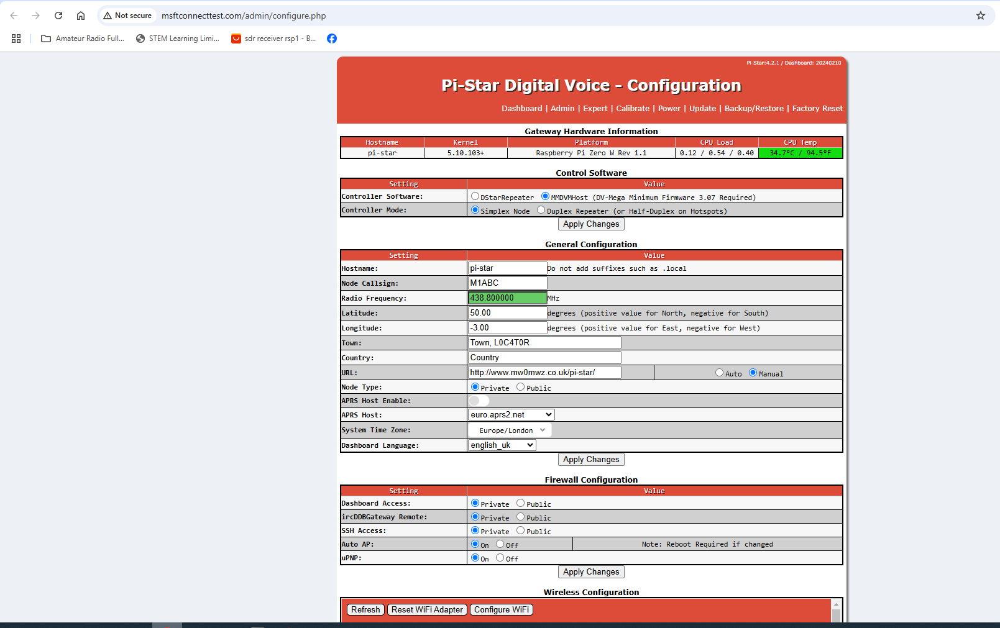 Not secure msftconnecttest.com/admin/configure.php
Amateur Radio Full... STEM Learning Limi... sdr receiver rsp1 - B...
Pi-Star:4.2.1 / Dashboard: 20240210
Pi-Star Digital Voice - Configuration
Dashboard | Admin | Expert | Calibrate | Power | Update | Backup/Restore | Factory Reset
Gateway Hardware Information
Hostname Kernel Platform CPU Load CPU Temp
pi-star 5.10.103+ Raspberry Pi Zero W Rev 1.1 0.12 / 0.54 / 0.40 34.7°C / 94.5°F
Control Software
Setting Value
Controller Software: DStarRepeater MMDVMHost (DV-Mega Minimum Firmware 3.07 Required)
Controller Mode: Simplex Node Duplex Repeater (or Half-Duplex on Hotspots)
Apply Changes
General Configuration
Setting Value
Hostname: pi-star Do not add suffixes such as .local
Node Callsign: M1ABC
Radio Frequency: 438.800000 MHz
Latitude: 50.00 degrees (positive value for North, negative for South)
Longitude: -3.00 degrees (positive value for East, negative for West)
Town: Town, L0C4T0R
Country: Country
URL: http://www.mw0mwz.co.uk/pi-star/ Auto Manual
Node Type: Private Public
APRS Host Enable:
APRS Host: euro.aprs2.net
System Time Zone: Europe/London
Dashboard Language: english_uk
Apply Changes
Firewall Configuration
Setting Value
Dashboard Access: Private Public
ircDDBGateway Remote: Private Public
SSH Access: Private Public
Auto AP: On Off Note: Reboot Required if changed
uPNP: On Off
Apply Changes
Wireless Configuration
Refresh Reset WiFi Adapter Configure WiFi